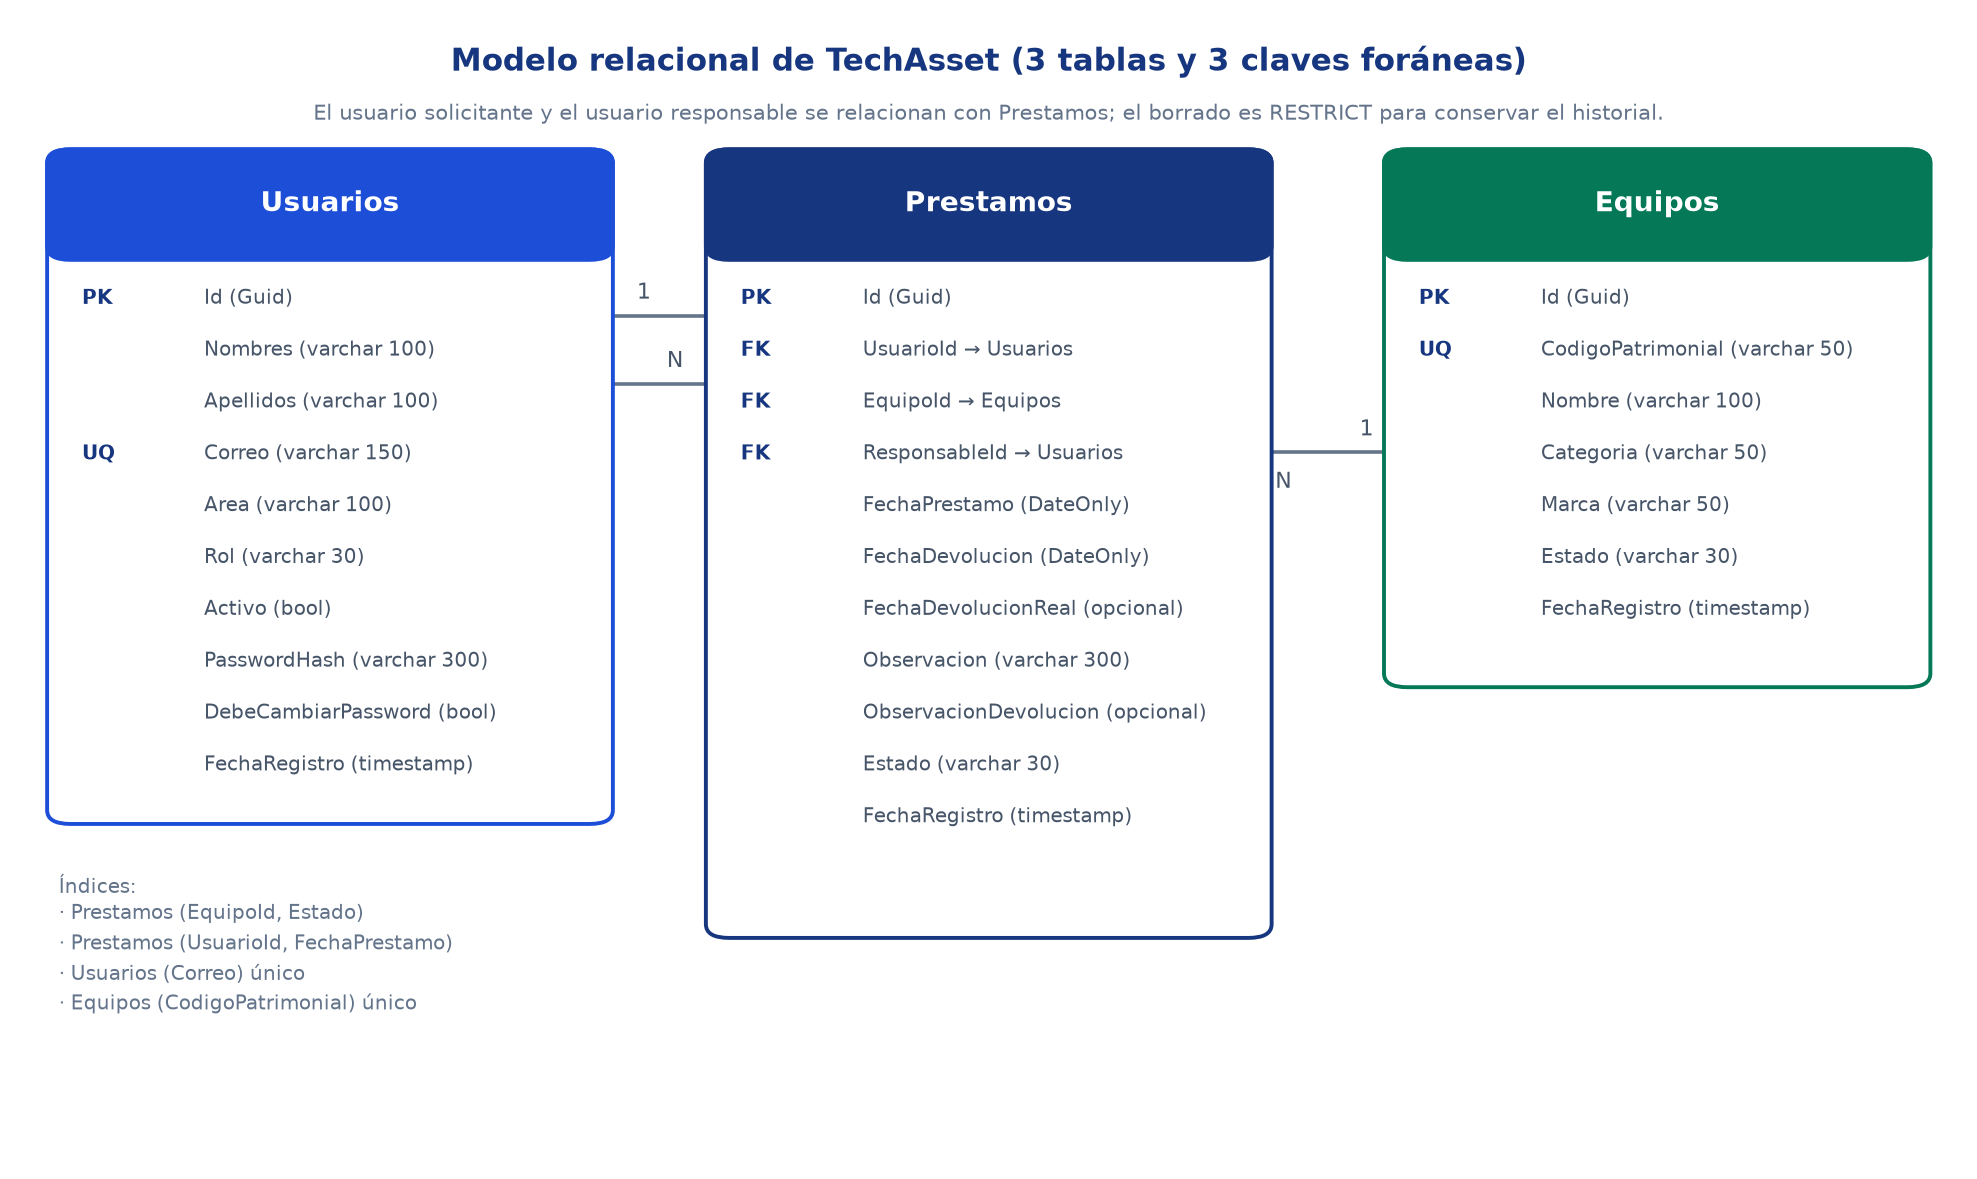 Modelo relacional de TechAsset (3 tablas y 3 claves foráneas)
El usuario solicitante y el usuario responsable se relacionan con Prestamos; el borrado es RESTRICT para conservar el historial.
Usuarios
PK Id (Guid)
Nombres (varchar 100)
Apellidos (varchar 100)
UQ Correo (varchar 150)
Area (varchar 100)
Rol (varchar 30)
Activo (bool)
PasswordHash (varchar 300)
DebeCambiarPassword (bool)
FechaRegistro (timestamp)
1
N
Prestamos
PK Id (Guid)
FK UsuarioId → Usuarios
FK EquipoId → Equipos
FK ResponsableId → Usuarios
FechaPrestamo (DateOnly)
FechaDevolucion (DateOnly)
FechaDevolucionReal (opcional)
Observacion (varchar 300)
ObservacionDevolucion (opcional)
Estado (varchar 30)
FechaRegistro (timestamp)
1
N
Equipos
PK Id (Guid)
UQ CodigoPatrimonial (varchar 50)
Nombre (varchar 100)
Categoria (varchar 50)
Marca (varchar 50)
Estado (varchar 30)
FechaRegistro (timestamp)
Índices:
· Prestamos (EquipoId, Estado)
· Prestamos (UsuarioId, FechaPrestamo)
· Usuarios (Correo) único
· Equipos (CodigoPatrimonial) único